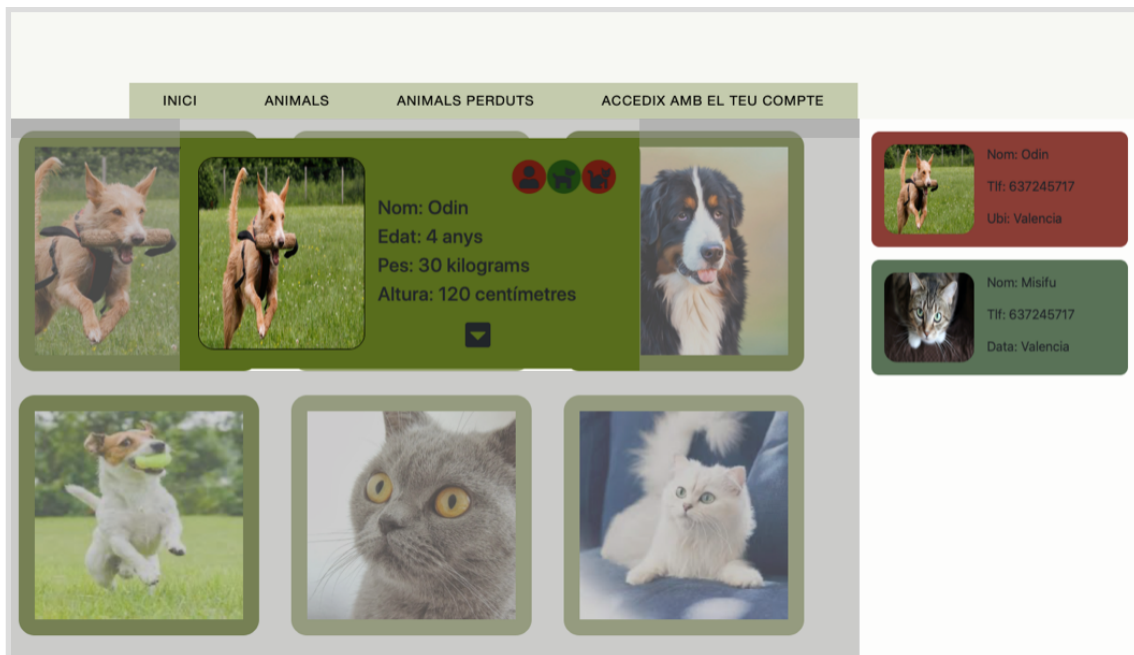 INICI
ANIMALS
ANIMALS PERDUTS
ACCEDIX AMB EL TEU COMPTE
Nom: Odin
Edat: 4 anys
Pes: 30 kilograms
Altura: 120 centímetres
Nom: Odin
Tlf: 637245717
Ubi: Valencia
Nom: Misifu
Tlf: 637245717
Data: Valencia